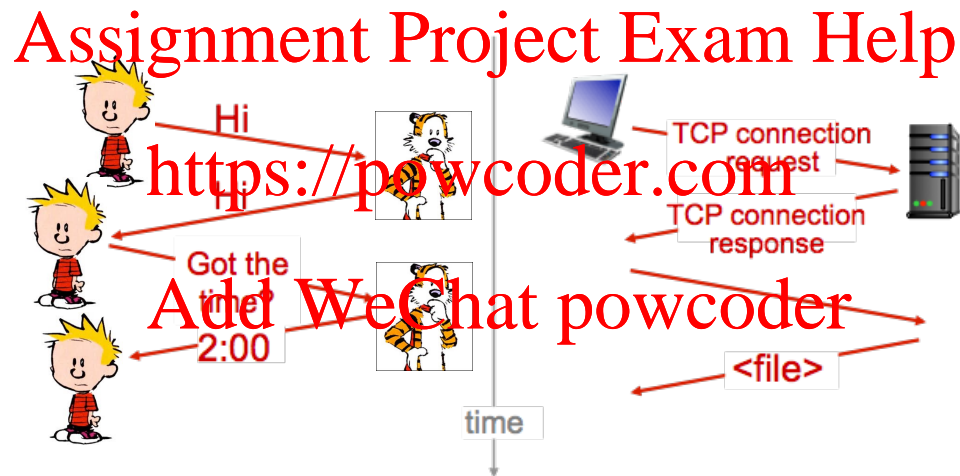 Assignment Project Exam Help
Hi
TCP connection
request
https://powcoder.com
Hi
TCP connection
response
Got the
time?
Add WeChat powcoder
2:00
<file>
time